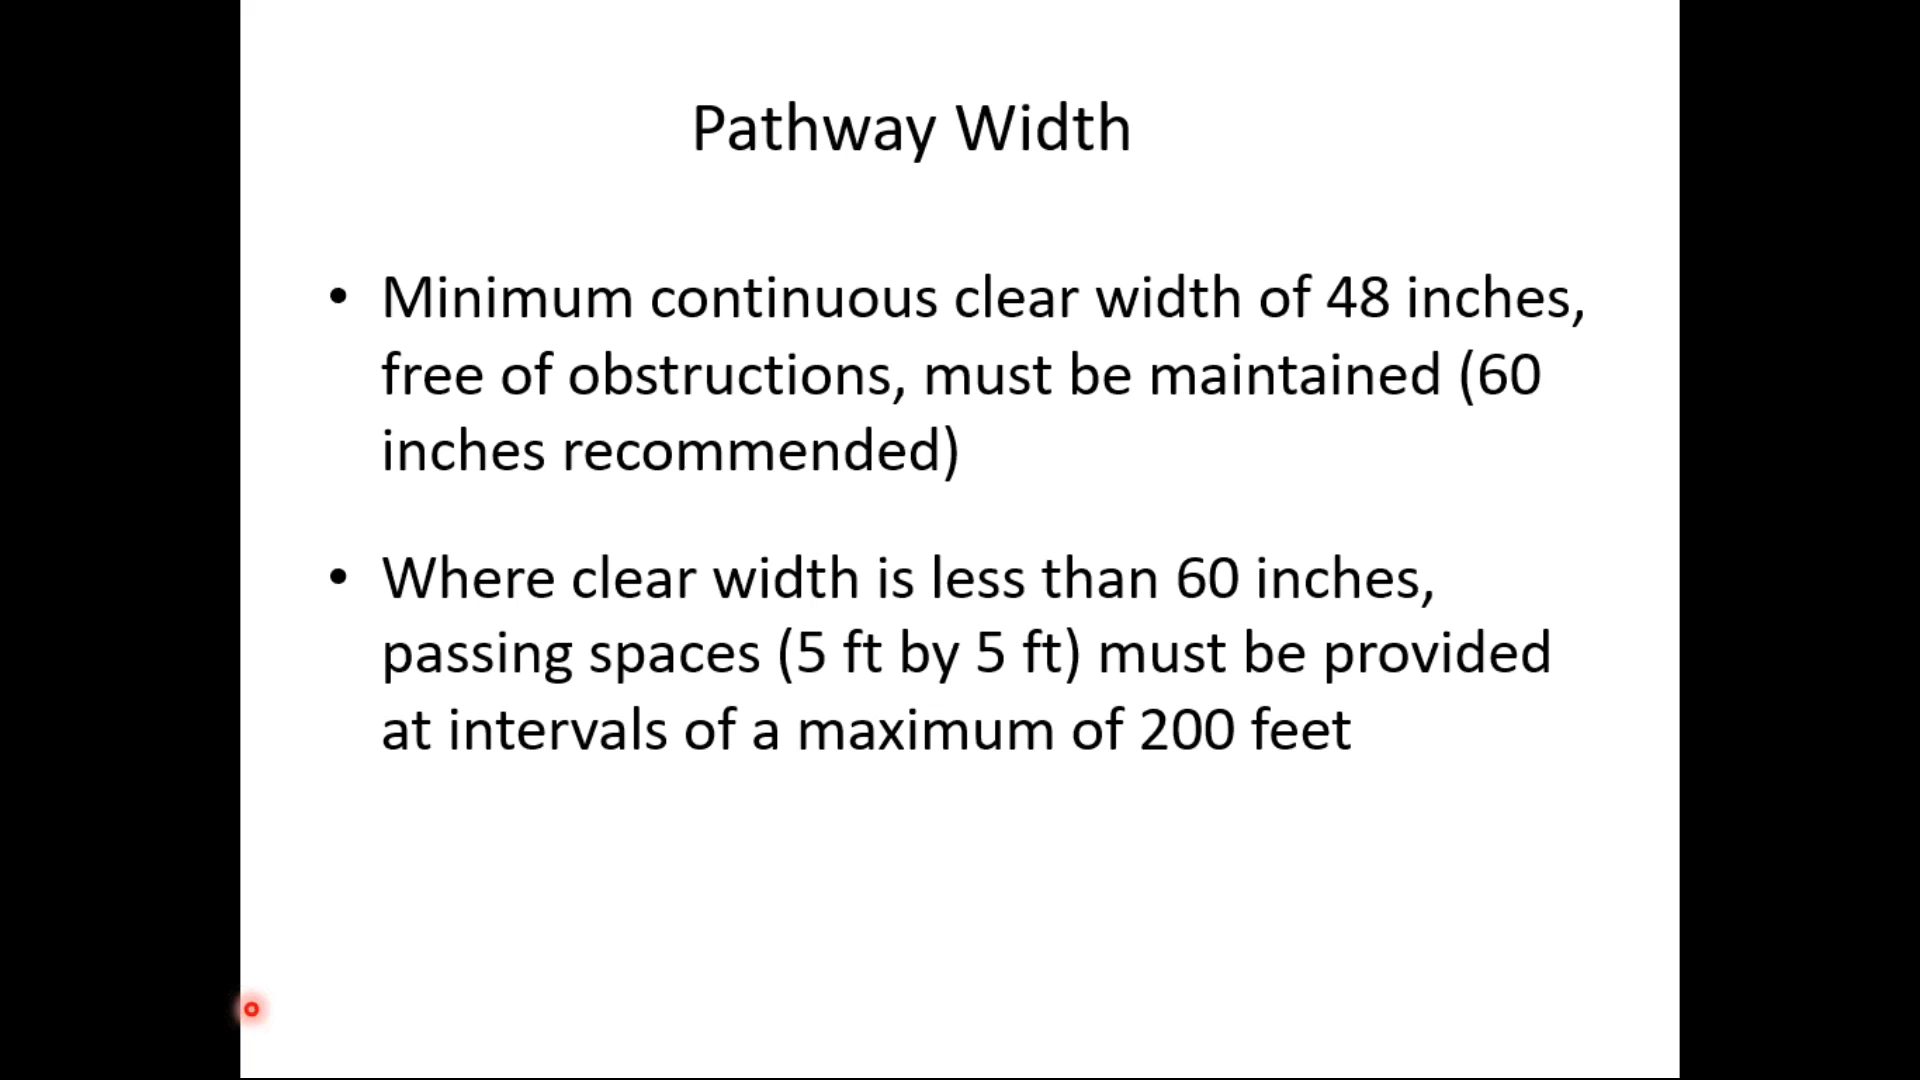 Pathway Width
• Minimum continuous clear width of 48 inches,
free of obstructions, must be maintained (60
inches recommended)
• Where clear width is less than 60 inches,
passing spaces (5 ft by 5 ft) must be provided
at intervals of a maximum of 200 feet